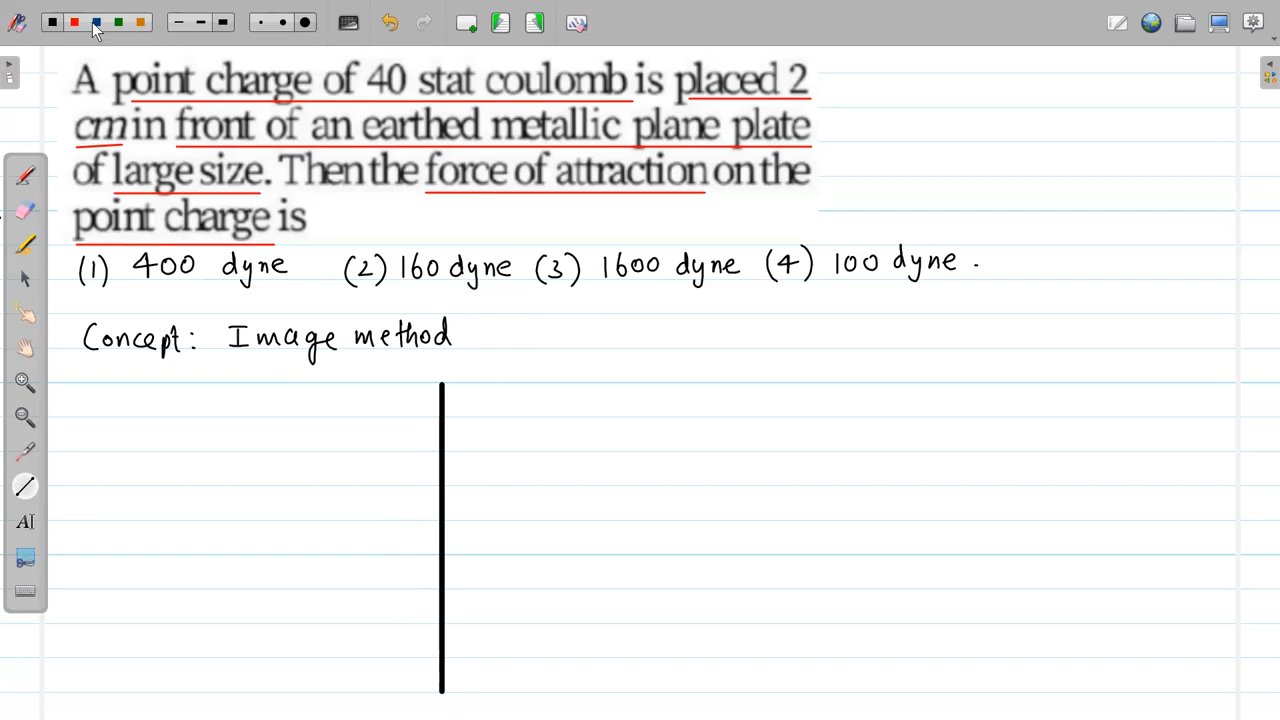 A point charge of 40 stat coulomb is placed 2
cm in front of an earthed metallic plane plate
of large size. Then the force of attraction on the
point charge is
(1) 400 dyne (2) 160 dyne (3) 1600 dyne (4) 100 dyne .
Concept: Image method
AI